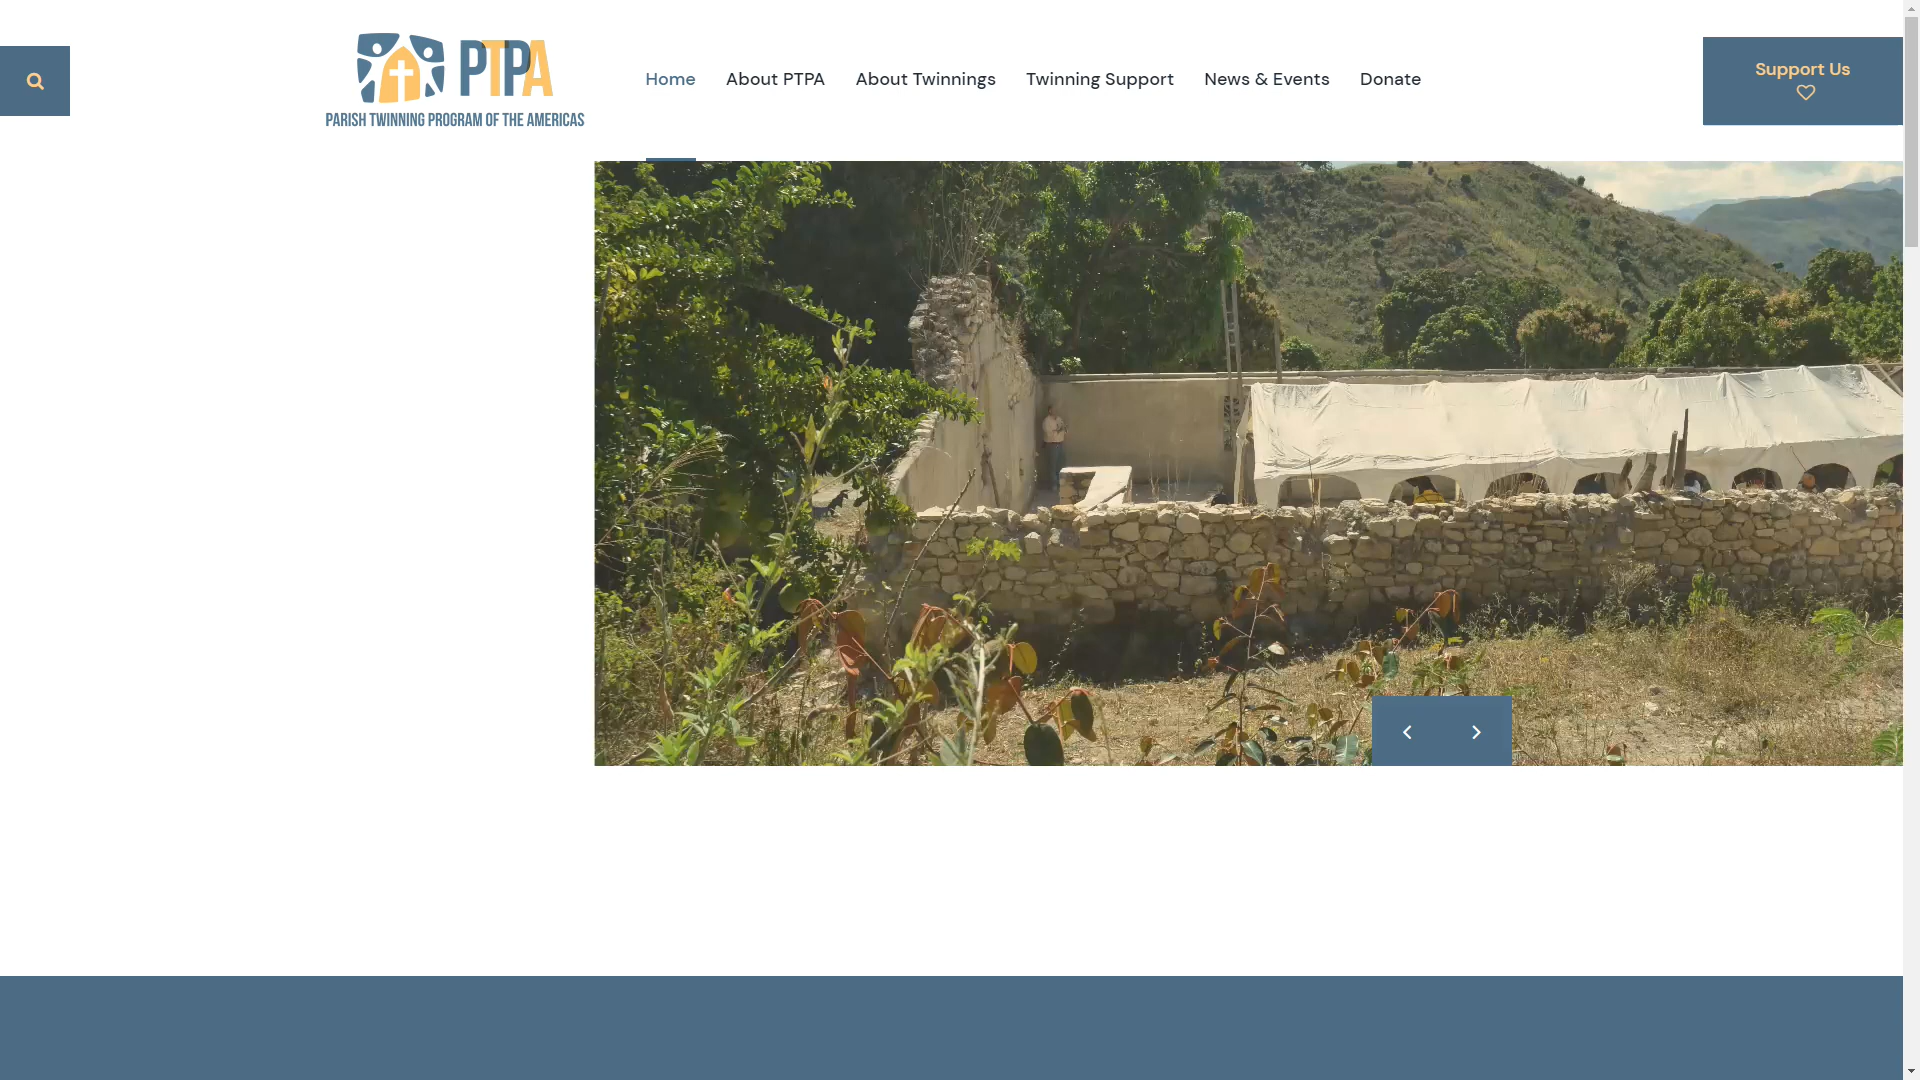 PTPA
PARISH TWINNING PROGRAM OF THE AMERICAS
Home
About PTPA
About Twinnings
Twinning Support
News & Events
Donate
Support Us